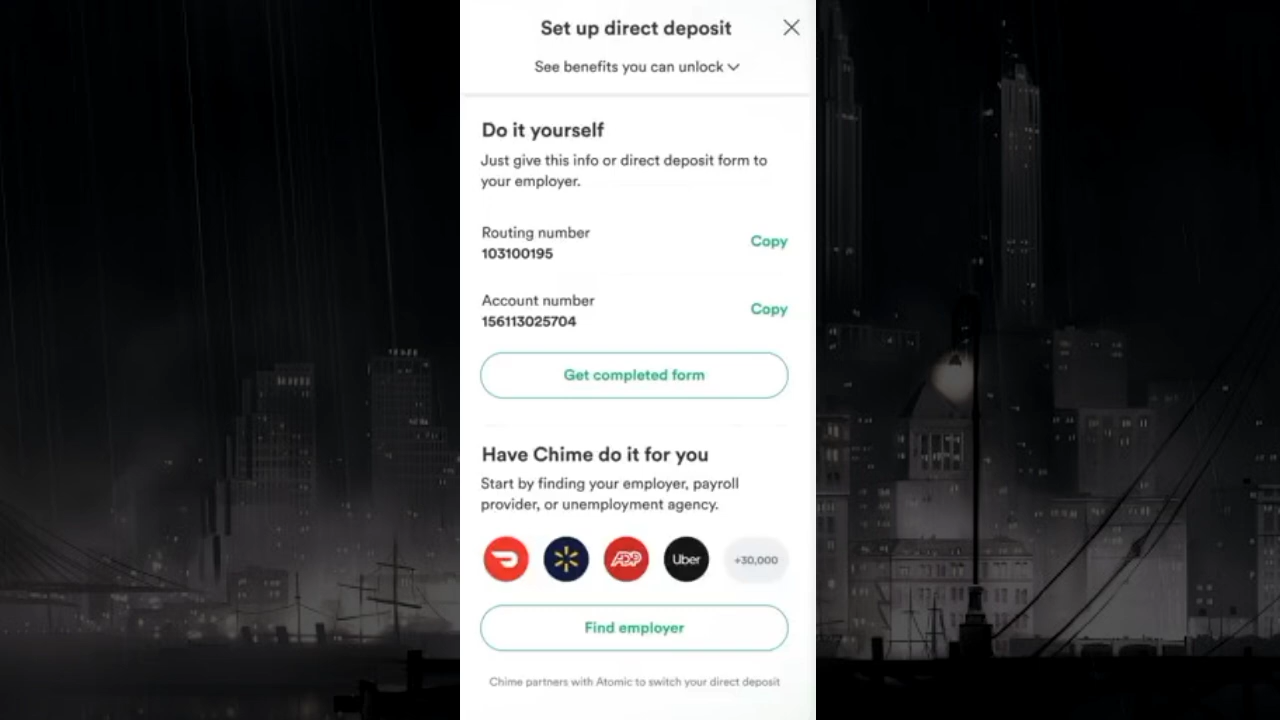 Set up direct deposit
See benefits you can unlock
Do it yourself
Just give this info or direct deposit form to
your employer.
Routing number
103100195
Copy
Account number
156113025704
Copy
Get completed form
Have Chime do it for you
Start by finding your employer, payroll
provider, or unemployment agency.
ADP
Uber
+30,000
Find employer
Chime partners with Atomic to switch your direct deposit